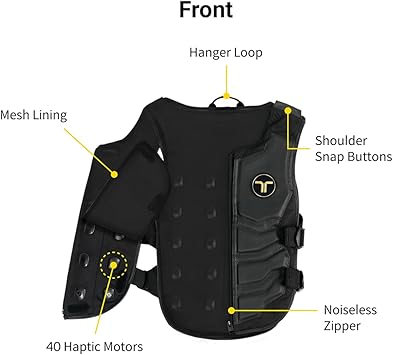 Front
Hanger Loop
Mesh Lining
Shoulder
Snap Buttons
Noiseless
Zipper
40 Haptic Motors